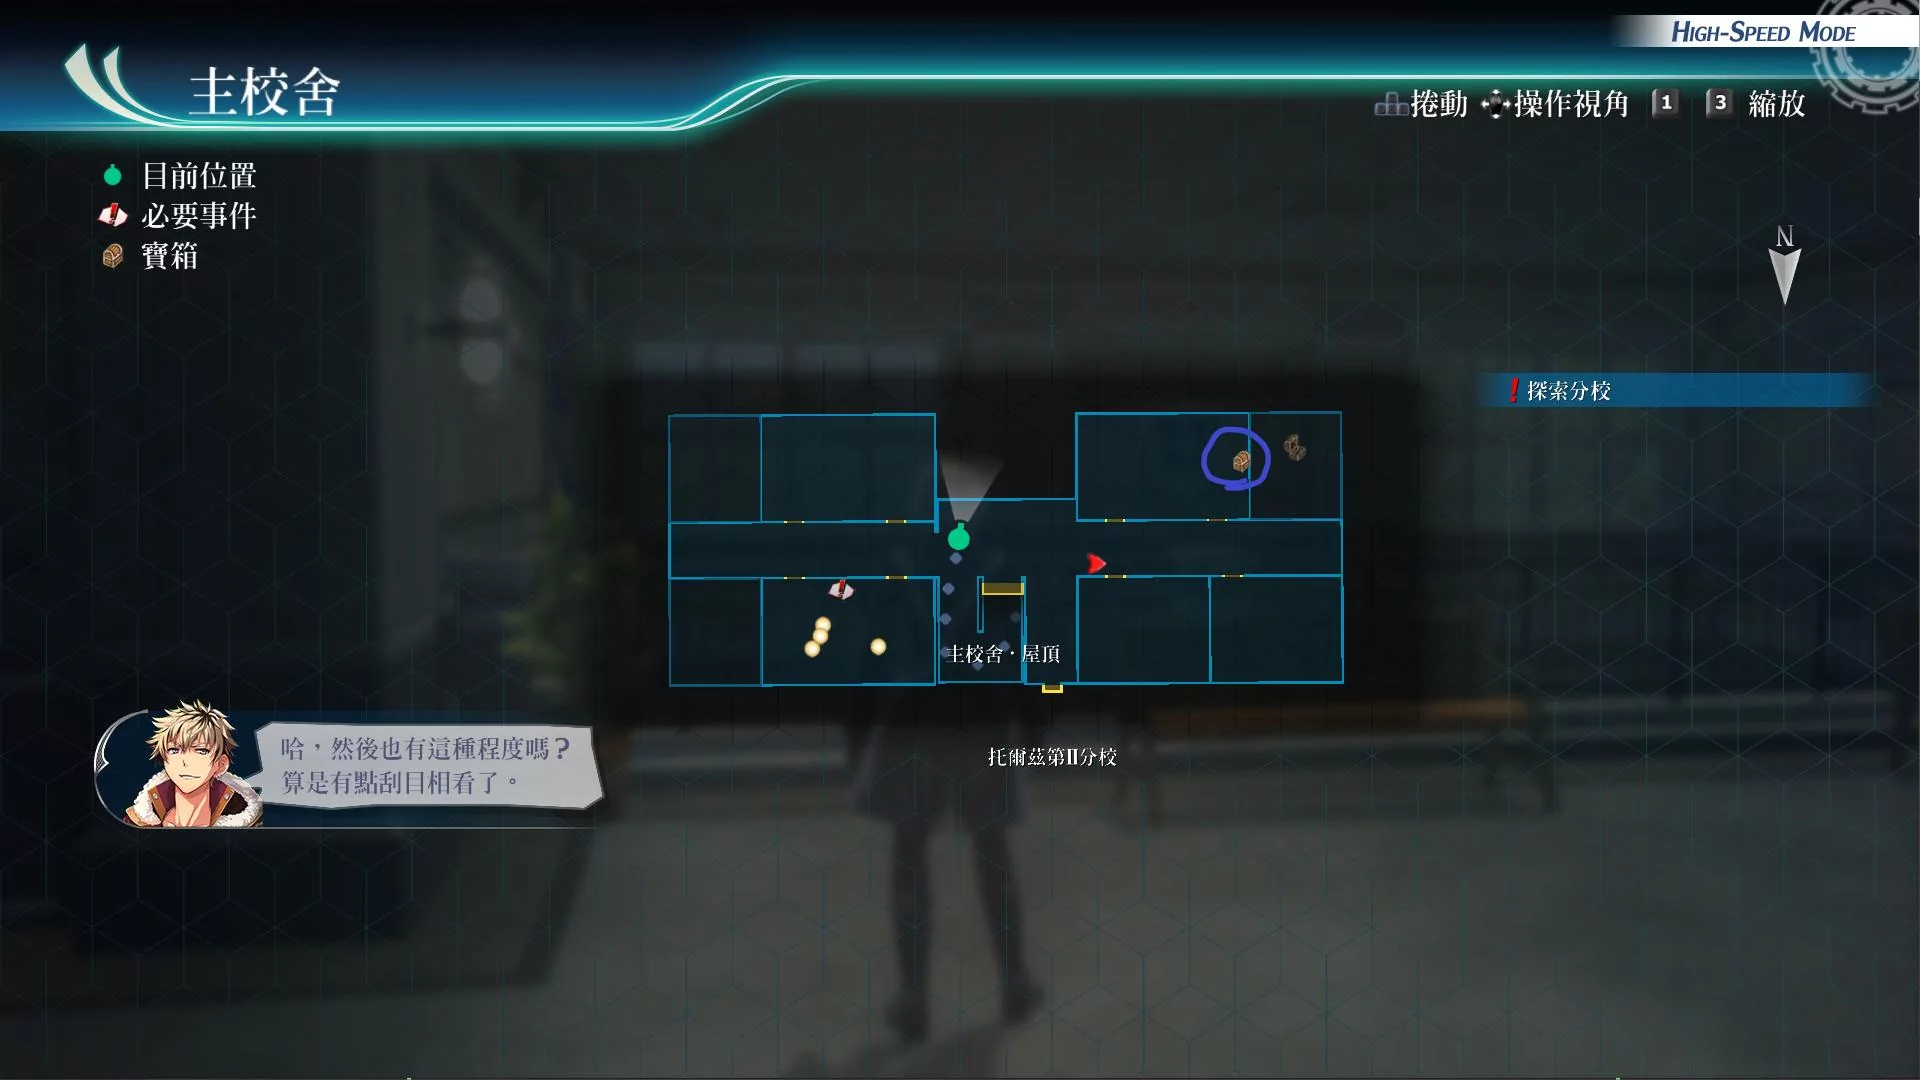 HIGH-SPEED MODE
主校舍
捲動 操作視角 1 3 縮放
目前位置
必要事件
寶箱
N
探索分校
主校舍・屋頂
哈，然後也有這種程度嗎？
算是有點刮目相看了。
托爾茲第II分校